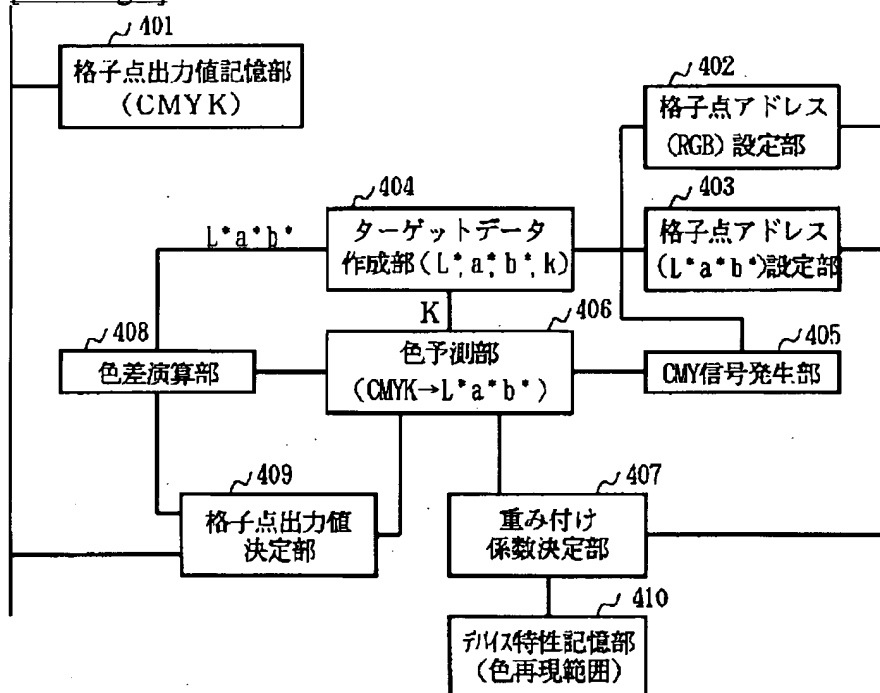 401
格子点出力値記憶部
(CMYK)
402
格子点アドレス
(RGB) 設定部
403
格子点アドレス
(L*a*b*)設定部
404
ターゲットデータ
作成部(L*,a*,b*,k)
L*a*b*
K
405
CMY信号発生部
406
色予測部
(CMYK→L*a*b*)
408
色差演算部
409
格子点出力値
決定部
407
重み付け
係数決定部
410
デバイス特性記憶部
(色再現範囲)